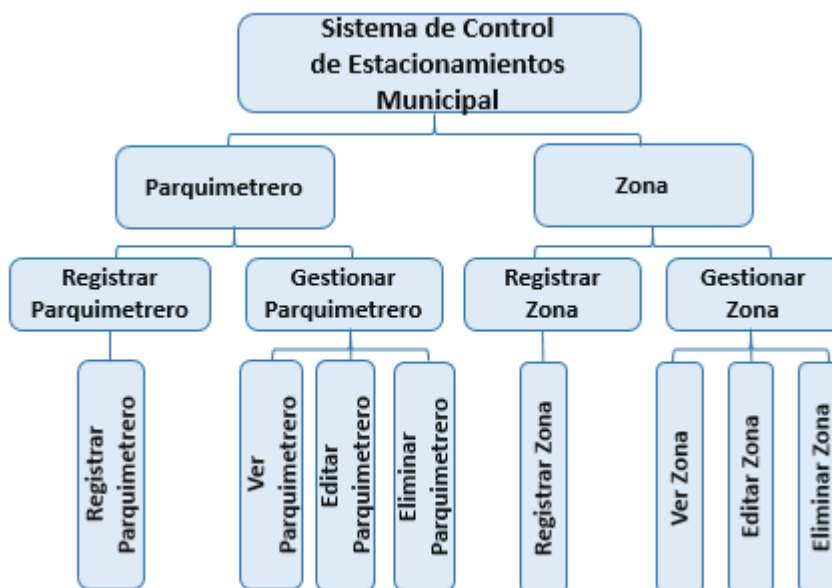 Sistema de Control
de Estacionamientos
Municipal
Parquimetrero
Zona
Registrar
Parquimetrero
Gestionar
Parquimetrero
Registrar
Zona
Gestionar
Zona
Registrar
Parquimetrero
Ver
Parquimetrero
Editar
Parquimetrero
Eliminar
Parquimetrero
Registrar Zona
Ver Zona
Editar Zona
Eliminar Zona